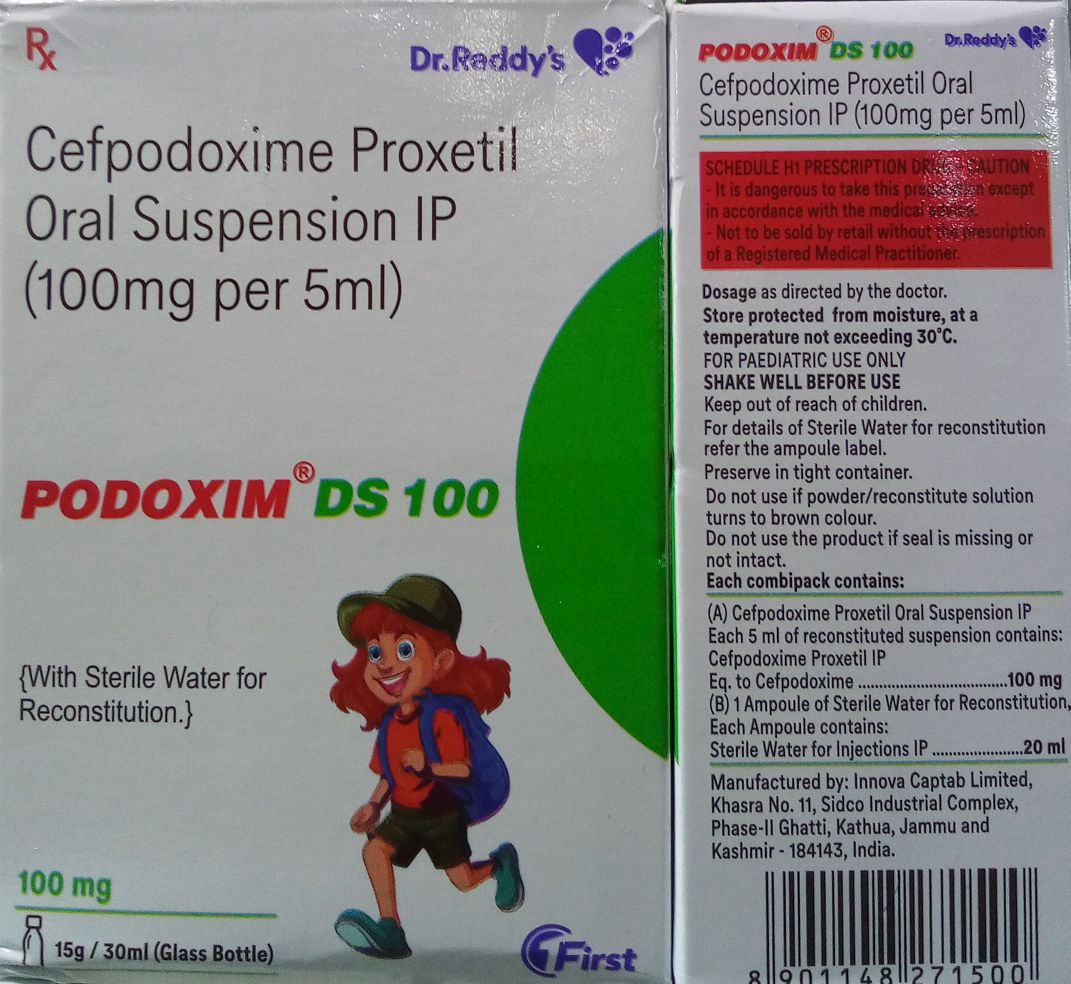 Rx
Dr.Reddy's
Cefpodoxime Proxetil
Oral Suspension IP
(100mg per 5ml)
PODOXIM® DS 100
{With Sterile Water for
Reconstitution.}
100 mg
15g / 30ml (Glass Bottle)
1First
PODOXIM® DS 100
Dr.Reddy's
Cefpodoxime Proxetil Oral
Suspension IP (100mg per 5ml)
SCHEDULE H1 PRESCRIPTION DRUG - CAUTION
- It is dangerous to take this preparation except
in accordance with the medical advice.
- Not to be sold by retail without the prescription
of a Registered Medical Practitioner.
Dosage as directed by the doctor.
Store protected from moisture, at a
temperature not exceeding 30°C.
FOR PAEDIATRIC USE ONLY
SHAKE WELL BEFORE USE
Keep out of reach of children.
For details of Sterile Water for reconstitution
refer the ampoule label.
Preserve in tight container.
Do not use if powder/reconstitute solution
turns to brown colour.
Do not use the product if seal is missing or
not intact.
Each combipack contains:
(A) Cefpodoxime Proxetil Oral Suspension IP
Each 5 ml of reconstituted suspension contains:
Cefpodoxime Proxetil IP
Eq. to Cefpodoxime ................................100 mg
(B) 1 Ampoule of Sterile Water for Reconstitution,
Each Ampoule contains:
Sterile Water for Injections IP .....................20 ml
Manufactured by: Innova Captab Limited,
Khasra No. 11, Sidco Industrial Complex,
Phase-II Ghatti, Kathua, Jammu and
Kashmir - 184143, India.
8 901148 271500